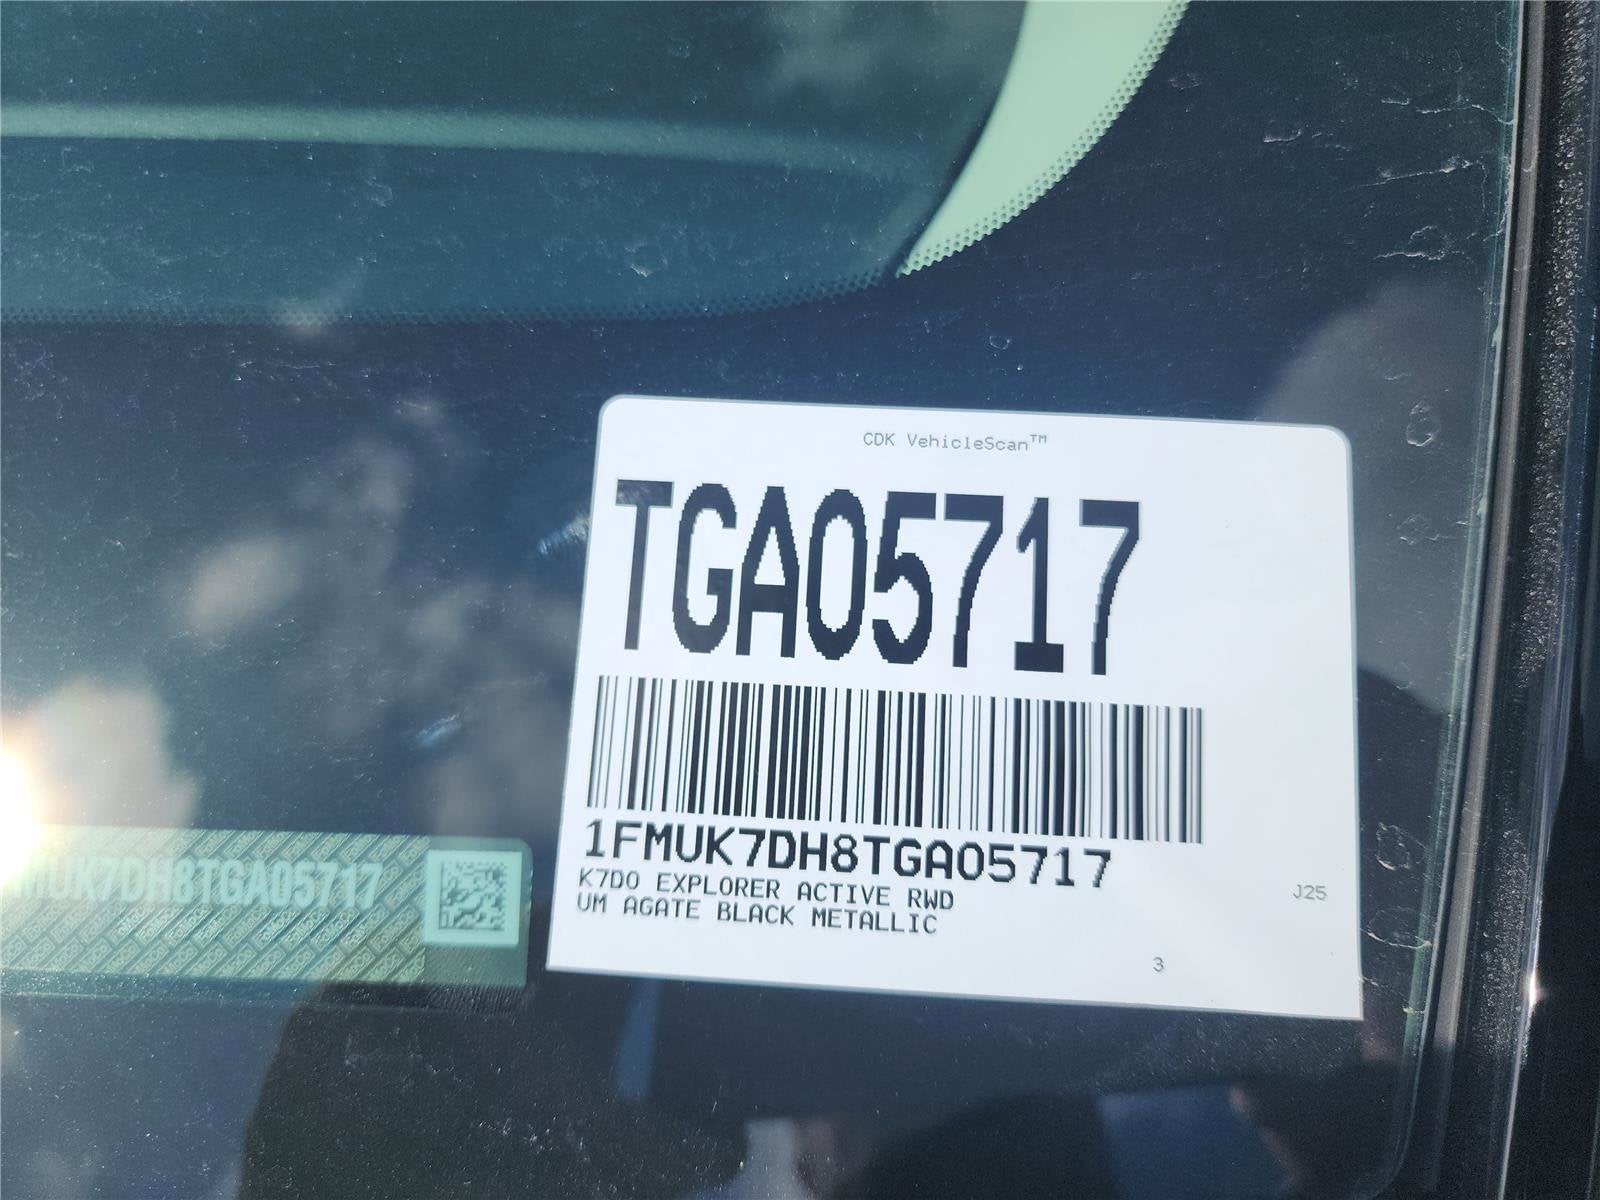 CDK VehicleScan™
TGA05717
1FMUK7DH8TGA05717
K7D0 EXPLORER ACTIVE RWD
UM AGATE BLACK METALLIC
J25
3
MUK7DH8TGA05717